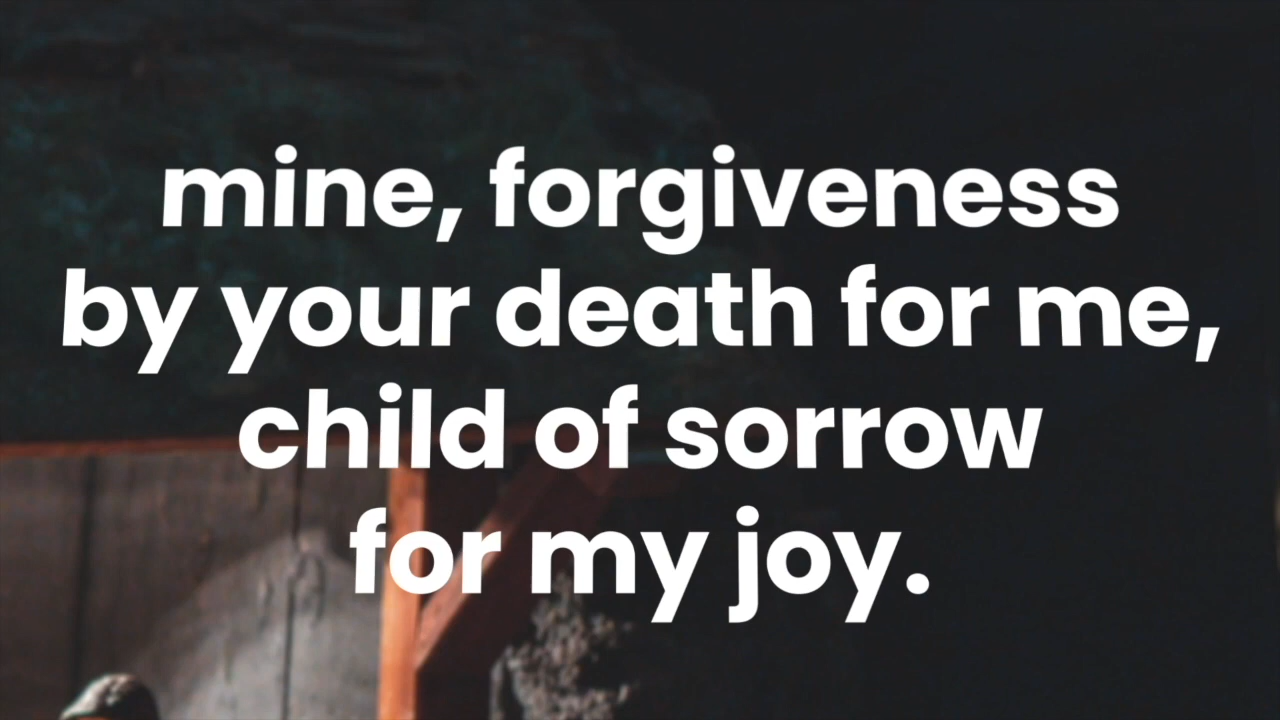 mine, forgiveness
by your death for me,
child of sorrow
for my joy.